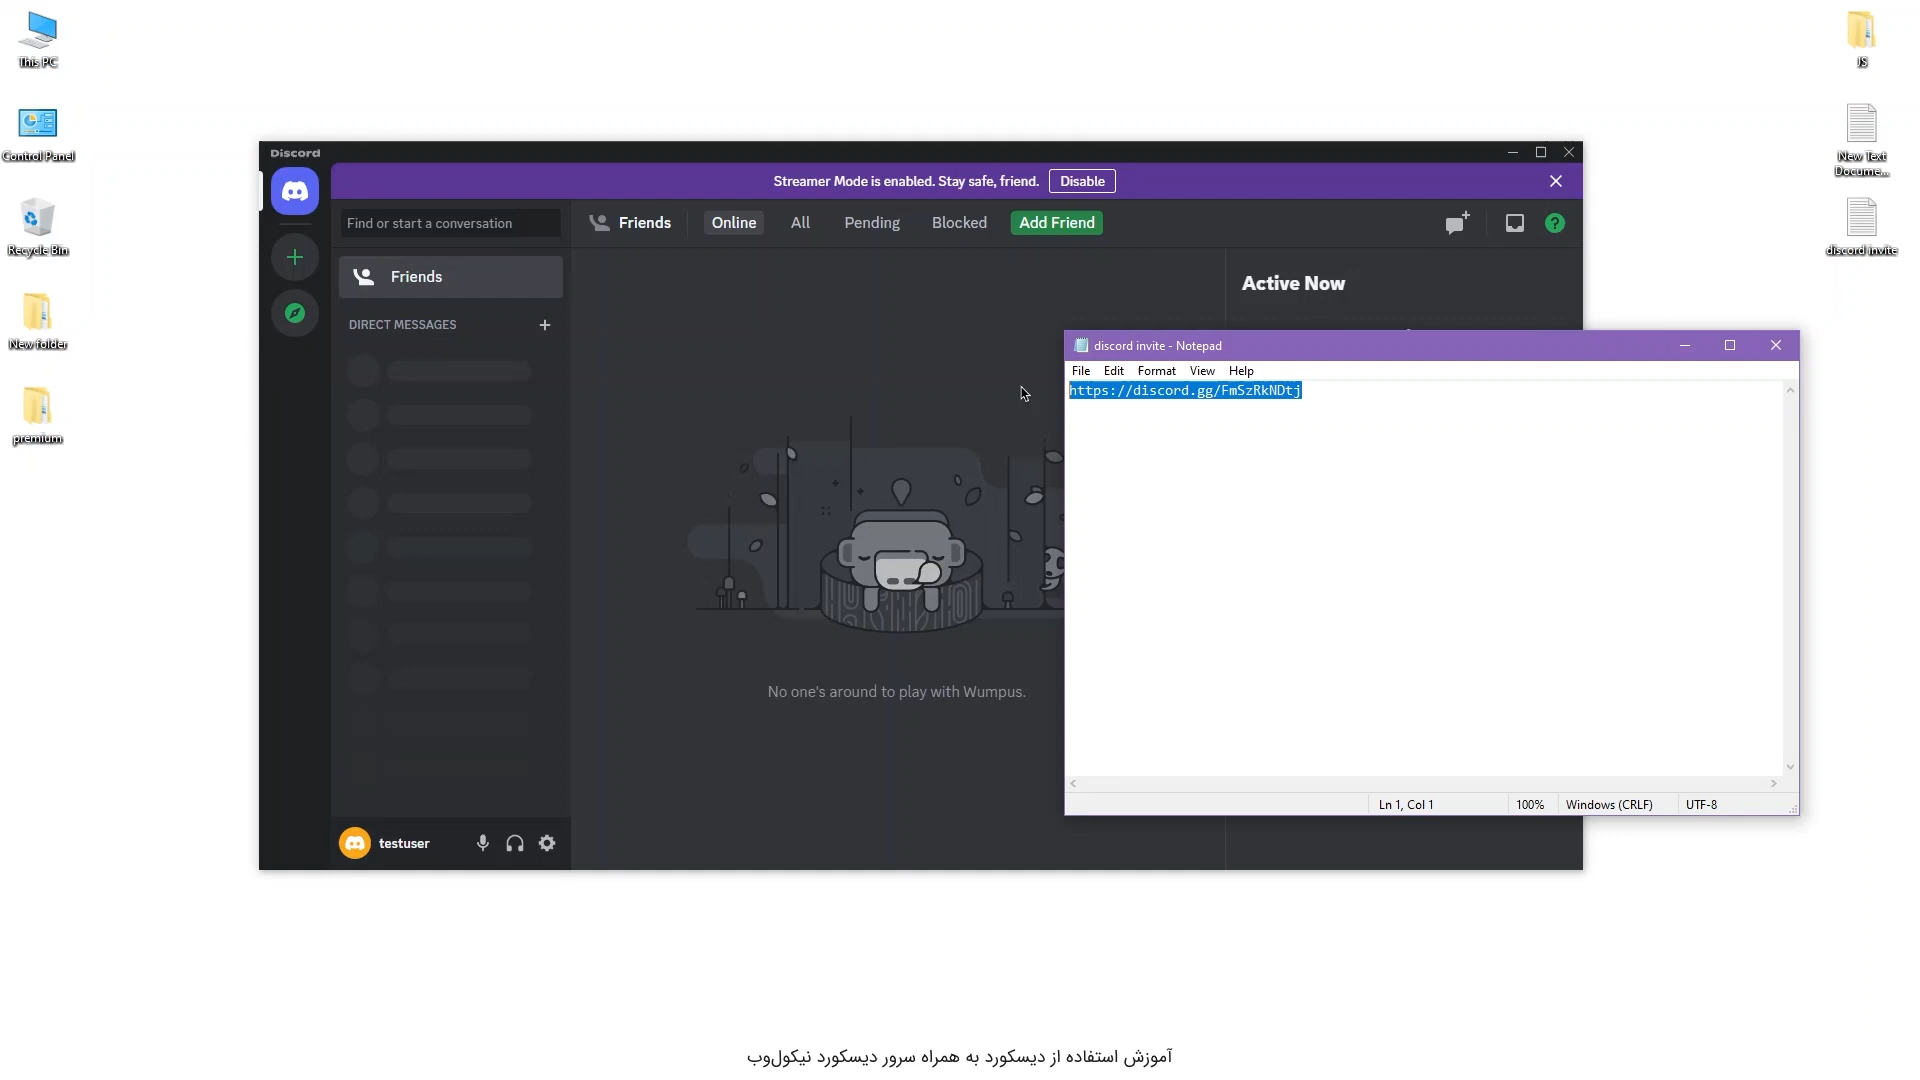 This PC
Control Panel
Recycle Bin
New folder
premium
JS
New Text
Docume...
discord invite
Discord
Streamer Mode is enabled. Stay safe, friend.
Disable
Find or start a conversation
Friends
Online
All
Pending
Blocked
Add Friend
Friends
DIRECT MESSAGES
Active Now
No one's around to play with Wumpus.
testuser
discord invite - Notepad
File Edit Format View Help
https://discord.gg/FmSzRkNDtj
Ln 1, Col 1
100%
Windows (CRLF)
UTF-8
آموزش استفاده از دیسکورد به همراه سرور دیسکورد نیکول‌وب